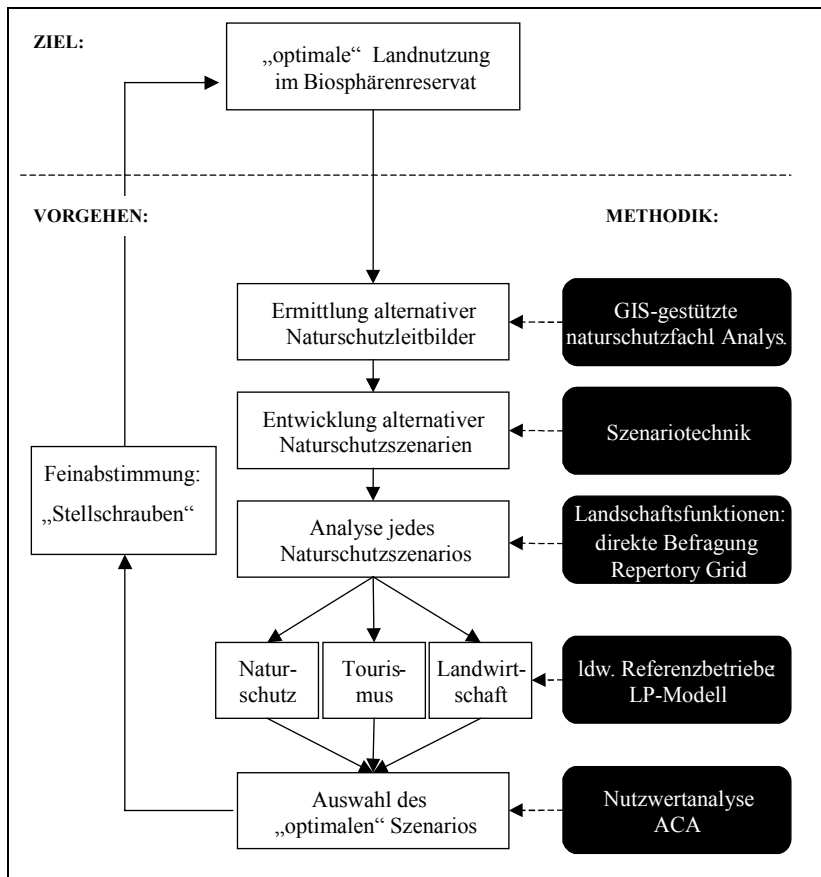 ZIEL:
„optimale“ Landnutzung
im Biosphärenreservat
VORGEHEN:
METHODIK:
Ermittlung alternativer
Naturschutzleitbilder
GIS-gestützte
naturschutzfachl Analys.
Entwicklung alternativer
Naturschutzszenarien
Szenariotechnik
Feinabstimmung:
„Stellschrauben“
Analyse jedes
Naturschutzszenarios
Landschaftsfunktionen:
direkte Befragung
Repertory Grid
Natur-
schutz
Touris-
mus
Landwirt-
schaft
ldw. Referenzbetriebe:
LP-Modell
Auswahl des
„optimalen“ Szenarios
Nutzwertanalyse
ACA